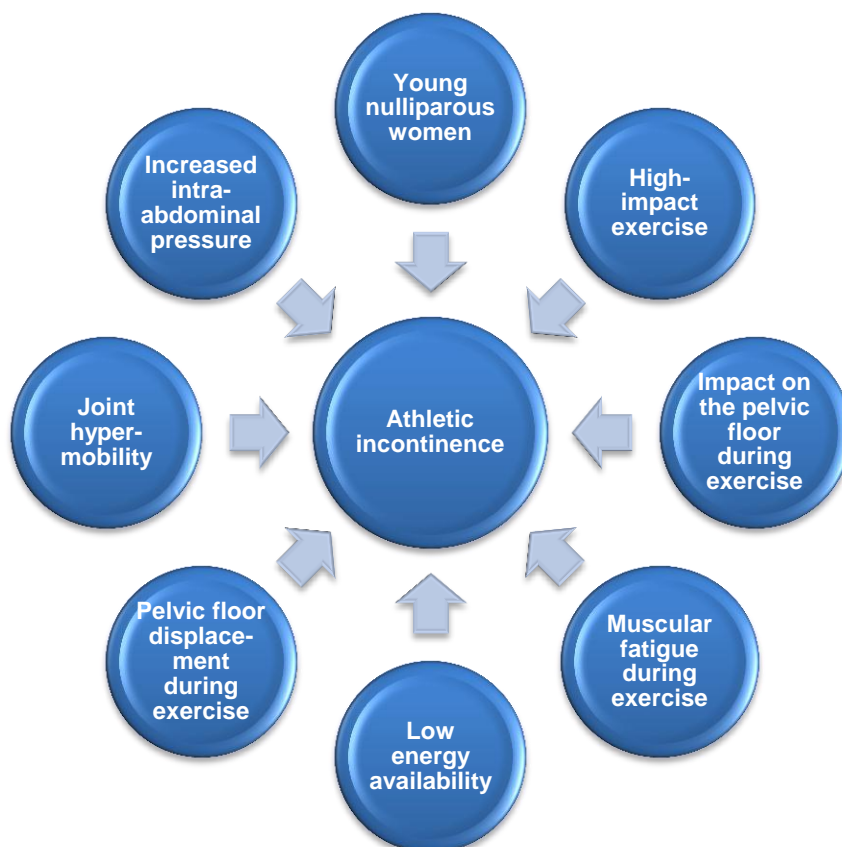 Young
nulliparous
women
High-
impact
exercise
Impact on
the pelvic
floor
during
exercise
Muscular
fatigue
during
exercise
Low
energy
availability
Pelvic floor
displace-
ment
during
exercise
Joint
hyper-
mobility
Increased
intra-
abdominal
pressure
Athletic
incontinence